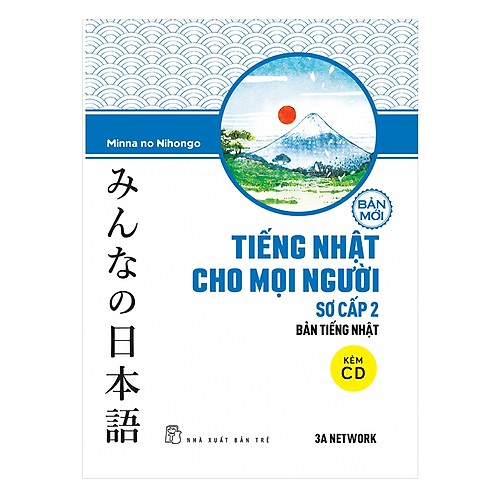 Minna no Nihongo
みんなの日本語
BẢN
MỚI
TIẾNG NHẬT
CHO MỌI NGƯỜI
SƠ CẤP 2
BẢN TIẾNG NHẬT
KÈM
CD
NHÀ XUẤT BẢN TRẺ
3A NETWORK